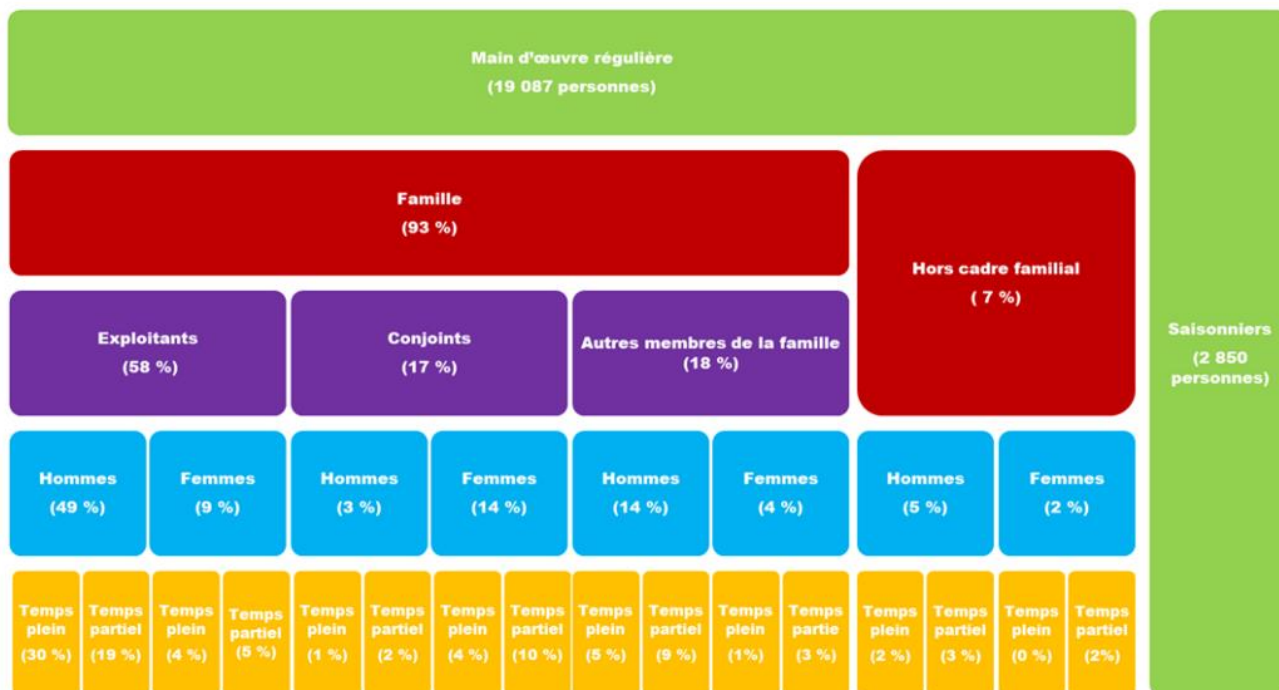 Main d'œuvre régulière
(19 087 personnes)
Famille
(93 %)
Hors cadre familial
( 7 %)
Saisonniers
(2 850
personnes)
Exploitants
(58 %)
Conjoints
(17 %)
Autres membres de la famille
(18 %)
Hommes
(49 %)
Femmes
(9 %)
Hommes
(3 %)
Femmes
(14 %)
Hommes
(14 %)
Femmes
(4 %)
Hommes
(5 %)
Femmes
(2 %)
Temps
plein
(30 %)
Temps
partiel
(19 %)
Temps
plein
(4 %)
Temps
partiel
(5 %)
Temps
plein
(1 %)
Temps
partiel
(2 %)
Temps
plein
(4 %)
Temps
partiel
(10 %)
Temps
plein
(5 %)
Temps
partiel
(9 %)
Temps
plein
(1%)
Temps
partie
(3 %)
Temps
plein
(2 %)
Temps
partiel
(3 %)
Temps
plein
(0 %)
Temps
partiel
(2%)